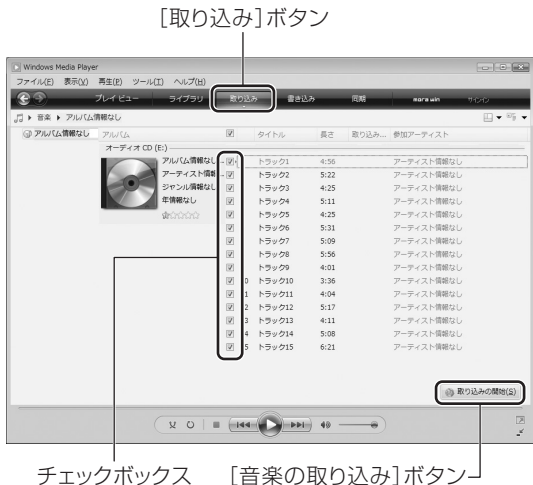 [取り込み]ボタン
Windows Media Player
ファイル(F) 表示(V) 再生(P) ツール(T) ヘルプ(H)
プレイ ビュー ライブラリ 取り込み 書き込み 同期 mora win サインイン
音楽 アルバム情報なし
アルバム情報なし アルバム タイトル 長さ 取り込み... 参加アーティスト
オーディオ CD (E:)
アルバム情報なし トラック1 4:56 アーティスト情報なし
アーティスト情報 トラック2 5:22 アーティスト情報なし
ジャンル情報なし トラック3 4:25 アーティスト情報なし
年情報なし トラック4 5:11 アーティスト情報なし
トラック5 4:25 アーティスト情報なし
トラック6 5:31 アーティスト情報なし
トラック7 5:09 アーティスト情報なし
トラック8 5:56 アーティスト情報なし
トラック9 4:01 アーティスト情報なし
0 トラック10 3:36 アーティスト情報なし
1 トラック11 4:04 アーティスト情報なし
2 トラック12 5:17 アーティスト情報なし
3 トラック13 4:11 アーティスト情報なし
4 トラック14 5:08 アーティスト情報なし
5 トラック15 6:21 アーティスト情報なし
取り込みの開始(S)
チェックボックス [音楽の取り込み]ボタン